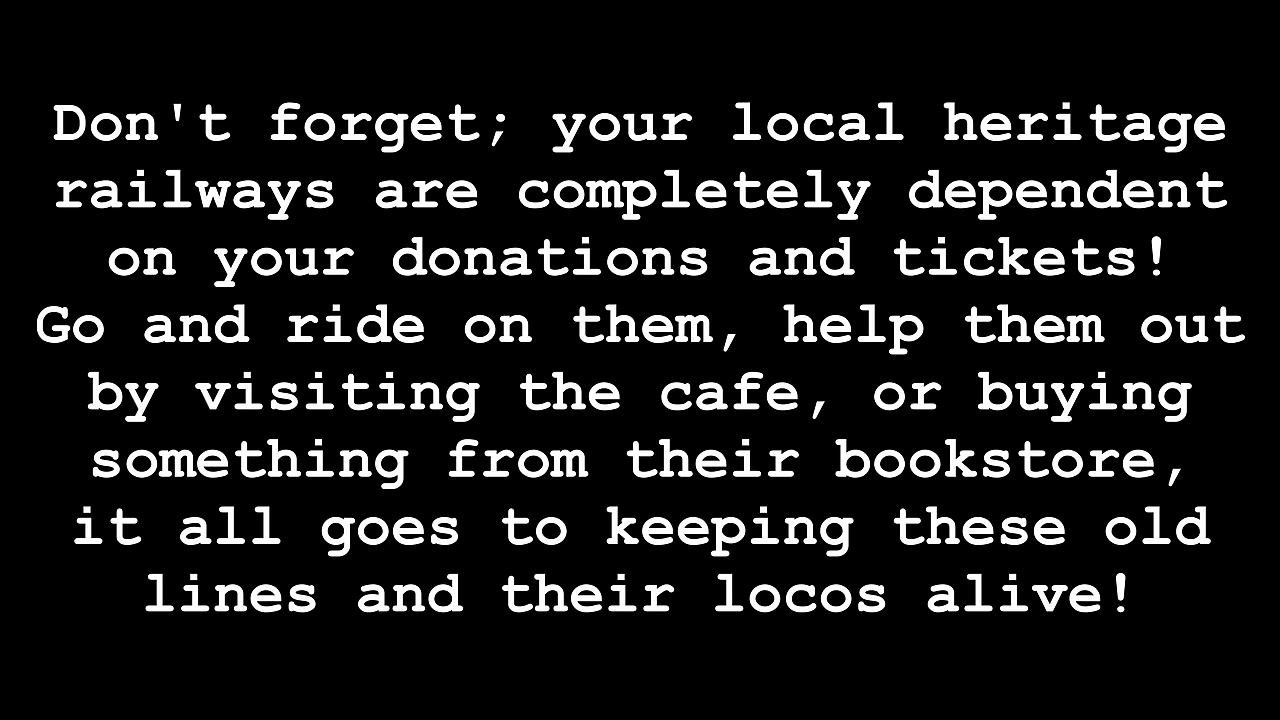 Don't forget; your local heritage
railways are completely dependent
on your donations and tickets!
Go and ride on them, help them out
by visiting the cafe, or buying
something from their bookstore,
it all goes to keeping these old
lines and their locos alive!